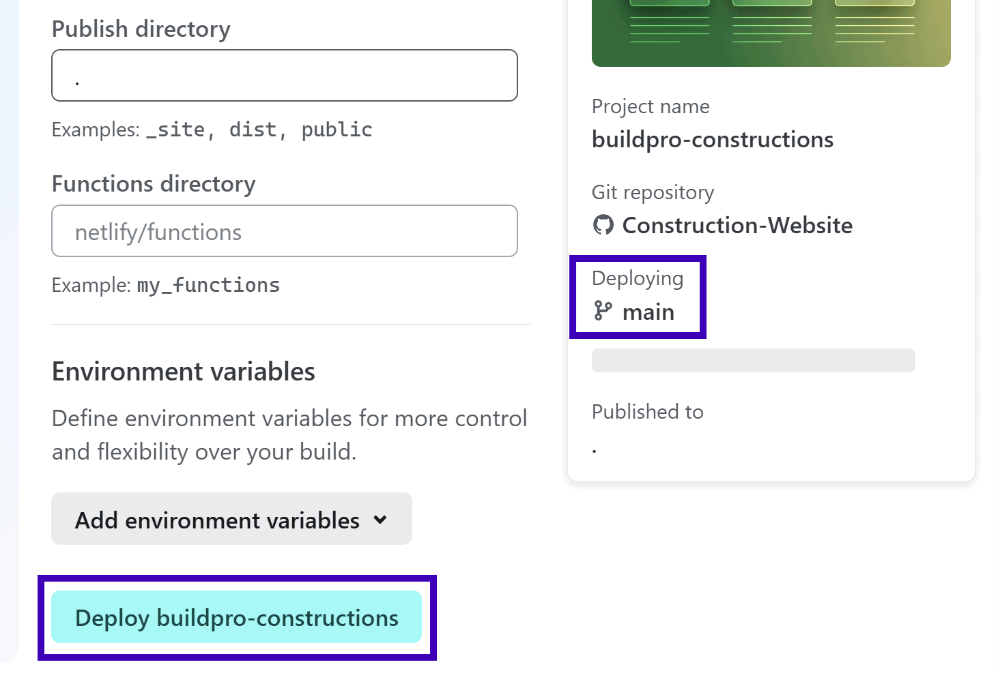 Publish directory
.
Examples: _site, dist, public
Functions directory
netlify/functions
Example: my_functions
Environment variables
Define environment variables for more control
and flexibility over your build.
Add environment variables
Deploy buildpro-constructions
Project name
buildpro-constructions
Git repository
Construction-Website
Deploying
main
Published to
.